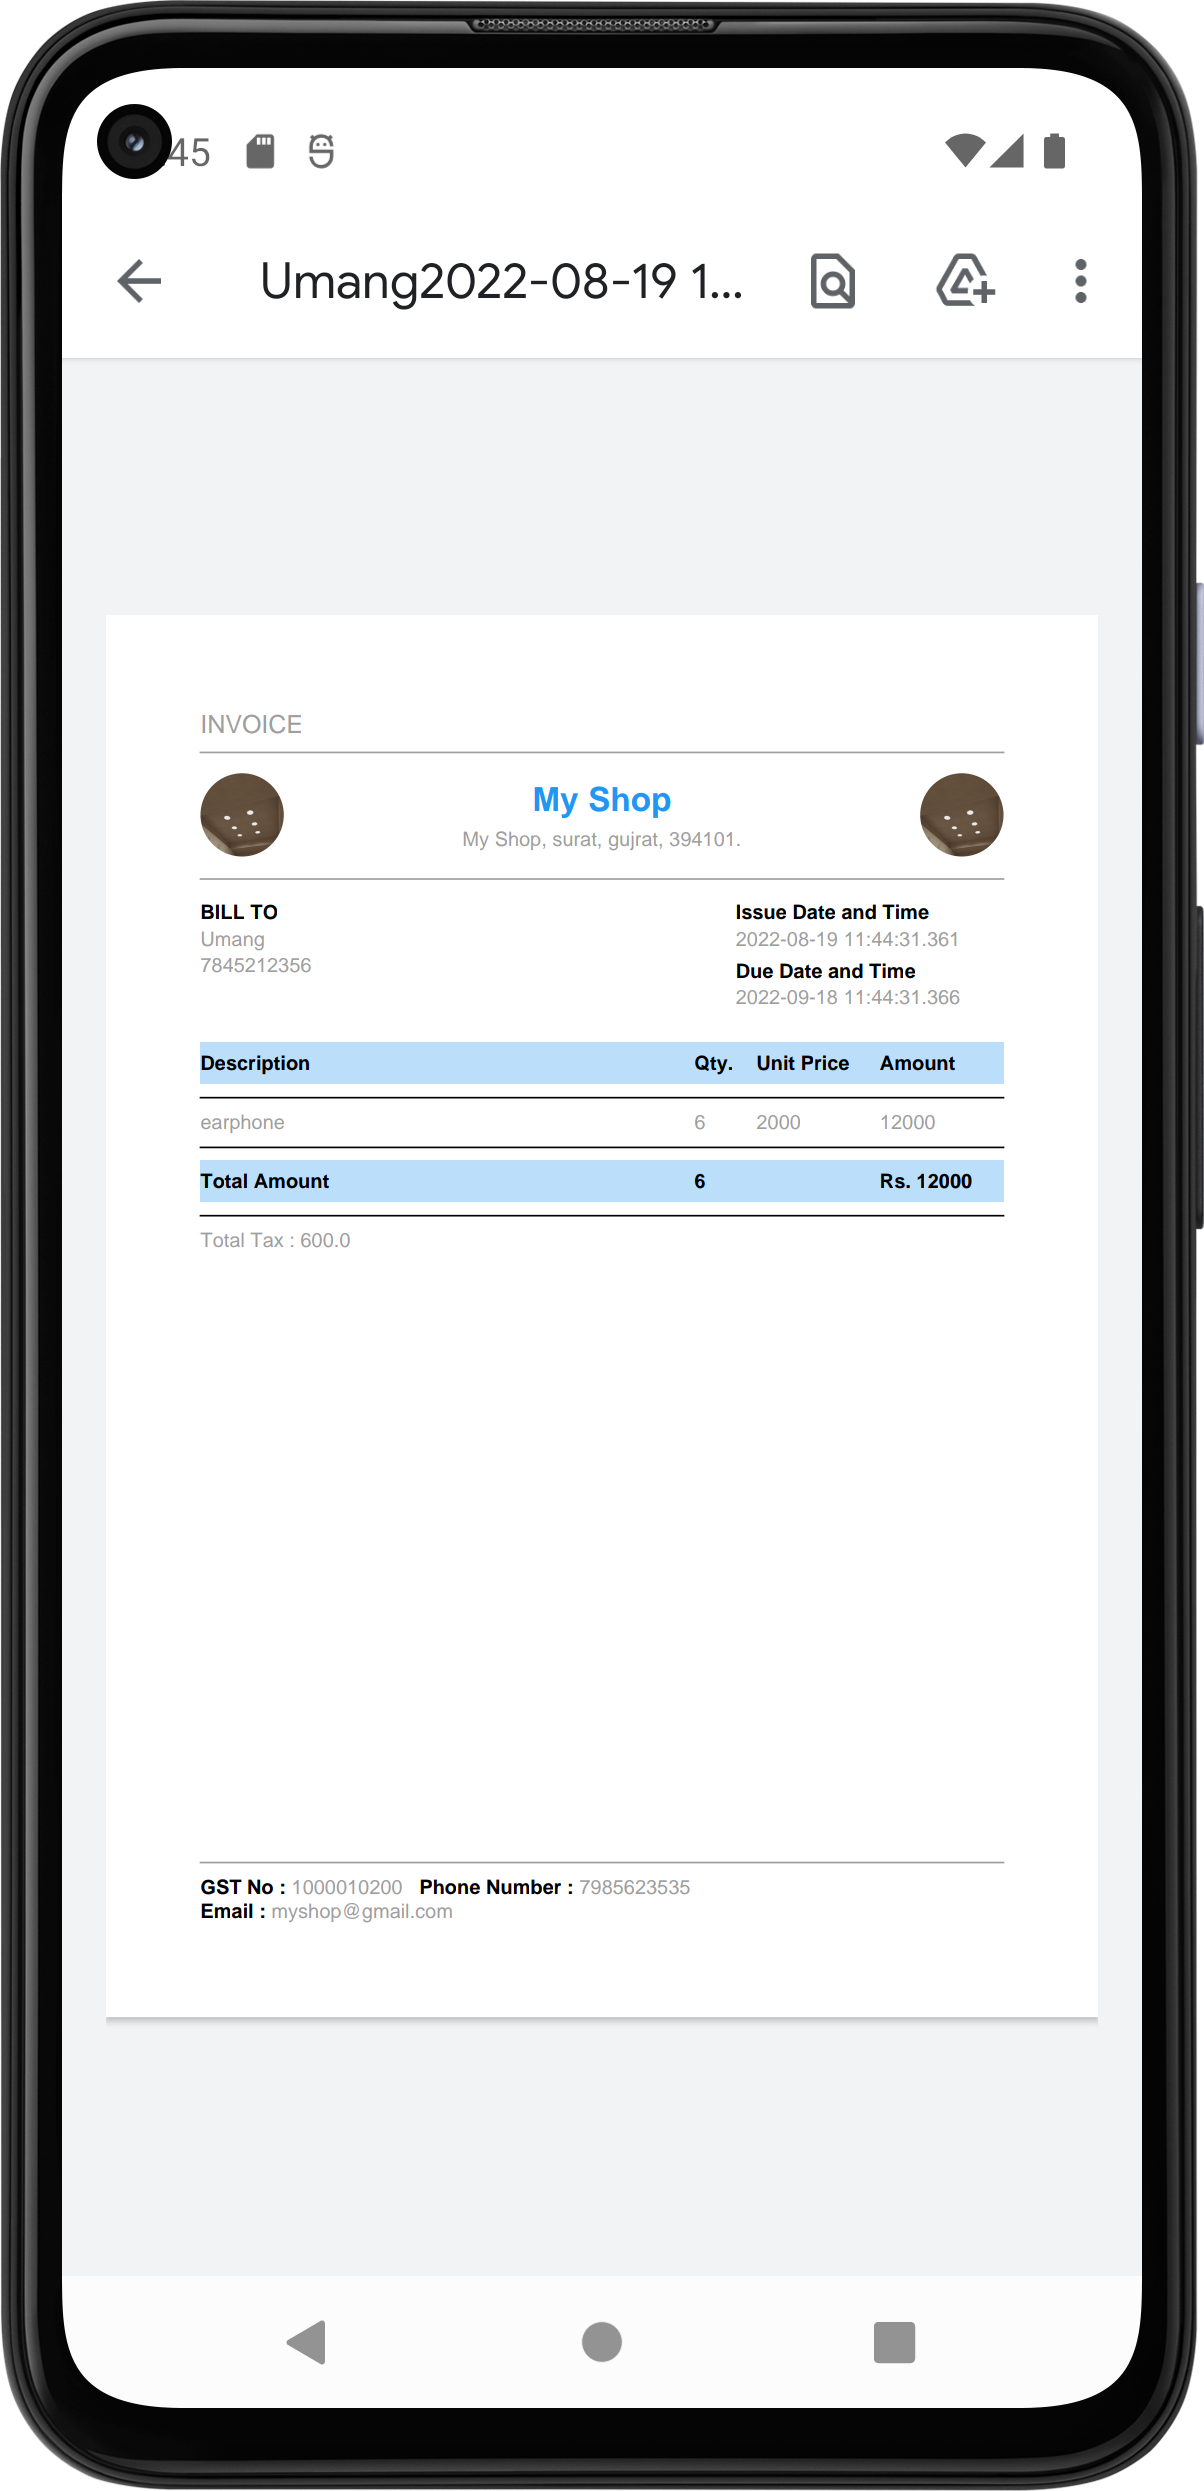 45
Umang2022-08-19 1...
INVOICE
My Shop
My Shop, surat, gujrat, 394101.
BILL TO
Umang
7845212356
Issue Date and Time
2022-08-19 11:44:31.361
Due Date and Time
2022-09-18 11:44:31.366
Description Qty. Unit Price Amount
earphone 6 2000 12000
Total Amount 6 Rs. 12000
Total Tax : 600.0
GST No : 1000010200 Phone Number : 7985623535
Email : myshop@gmail.com